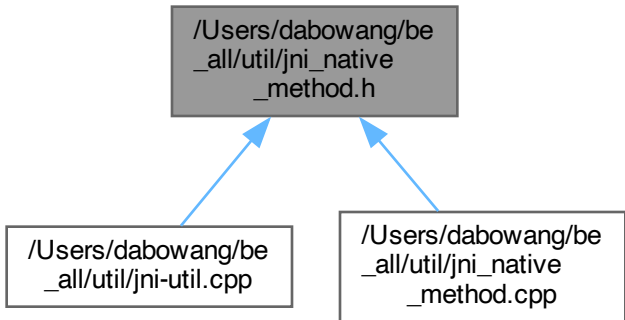 /Users/dabowang/be
_all/util/jni_native
_method.h
/Users/dabowang/be
_all/util/jni-util.cpp
/Users/dabowang/be
_all/util/jni_native
_method.cpp